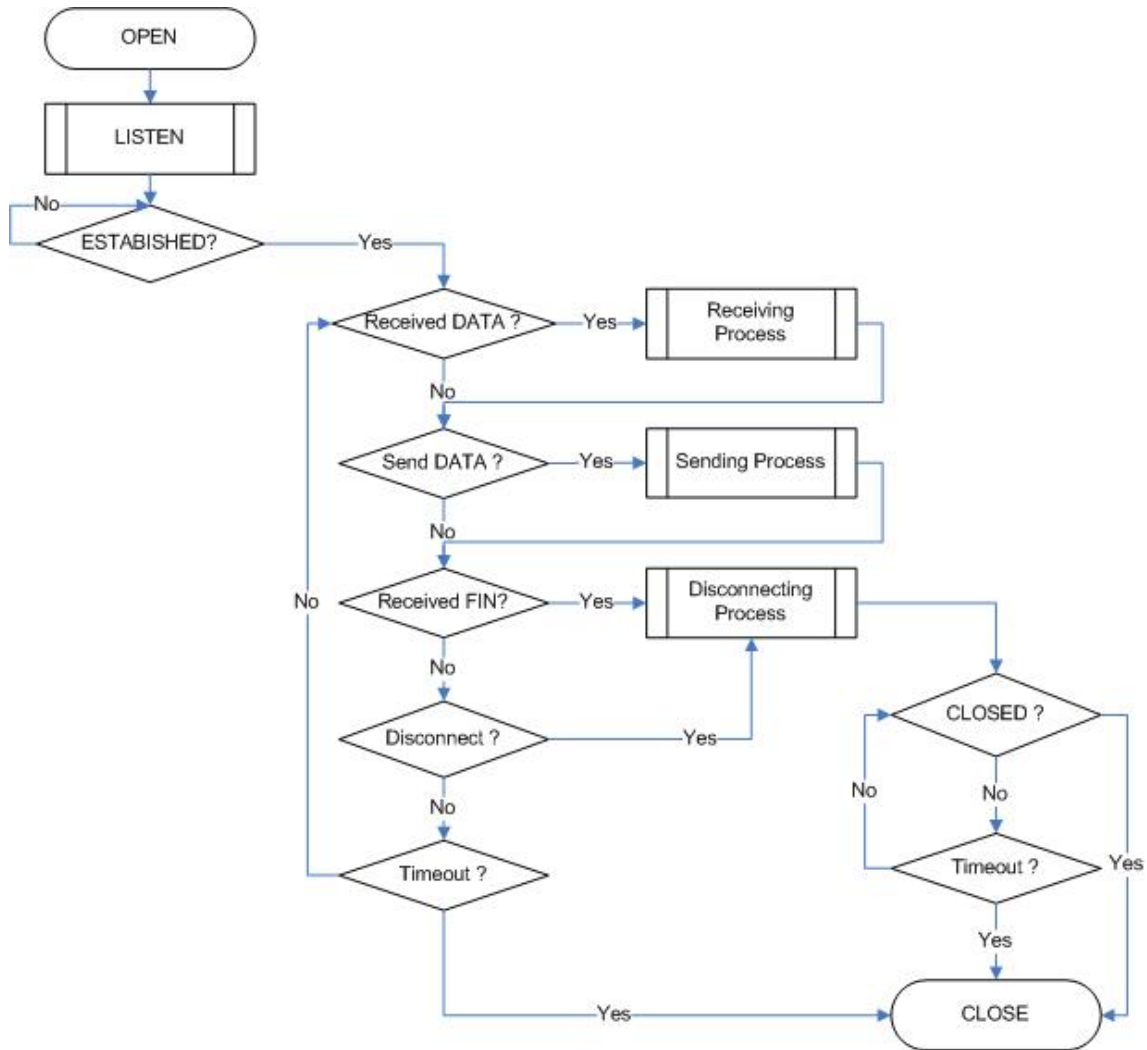 OPEN
LISTEN
No
ESTABISHED?
Yes
Received DATA ?
Yes
Receiving
Process
No
Send DATA ?
Yes
Sending Process
No
No
Received FIN?
Yes
Disconnecting
Process
No
Disconnect ?
Yes
CLOSED ?
No
No
No
Timeout ?
Timeout ?
Yes
Yes
Yes
CLOSE